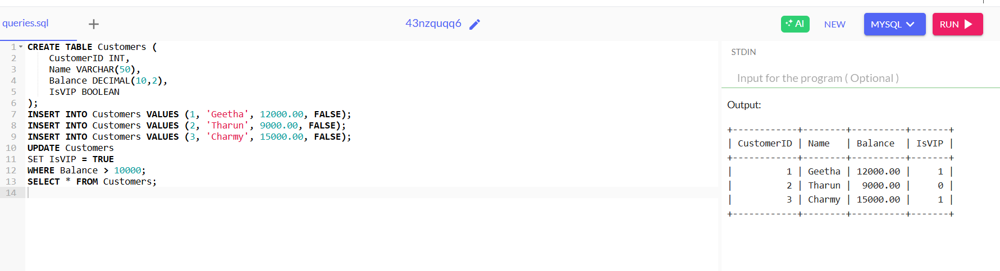 queries.sql + 43nzquqq6 AI NEW MYSQL RUN
1 CREATE TABLE Customers (
2     CustomerID INT,
3     Name VARCHAR(50),
4     Balance DECIMAL(10,2),
5     IsVIP BOOLEAN
6 );
7 INSERT INTO Customers VALUES (1, 'Geetha', 12000.00, FALSE);
8 INSERT INTO Customers VALUES (2, 'Tharun', 9000.00, FALSE);
9 INSERT INTO Customers VALUES (3, 'Charmy', 15000.00, FALSE);
10 UPDATE Customers
11 SET IsVIP = TRUE
12 WHERE Balance > 10000;
13 SELECT * FROM Customers;
14
STDIN
Input for the program ( Optional )
Output:
+------------+--------+----------+-------+
| CustomerID | Name   | Balance  | IsVIP |
+------------+--------+----------+-------+
|          1 | Geetha | 12000.00 |     1 |
|          2 | Tharun |  9000.00 |     0 |
|          3 | Charmy | 15000.00 |     1 |
+------------+--------+----------+-------+